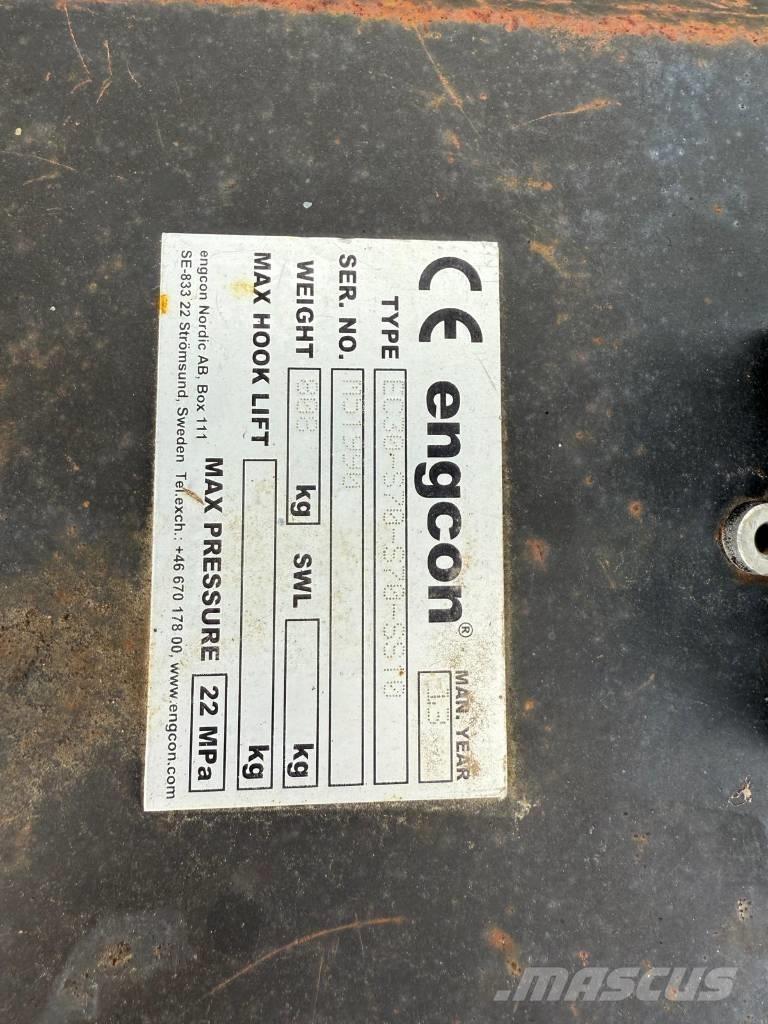 CE engcon®
MAN. YEAR
TYPE
SER. NO.
WEIGHT kg SWL kg
MAX HOOK LIFT kg
MAX PRESSURE 22 MPa
engcon Nordic AB, Box 111
SE-833 22 Strömsund, Sweden Tel.exch.: +46 670 178 00, www.engcon.com
MASCUS